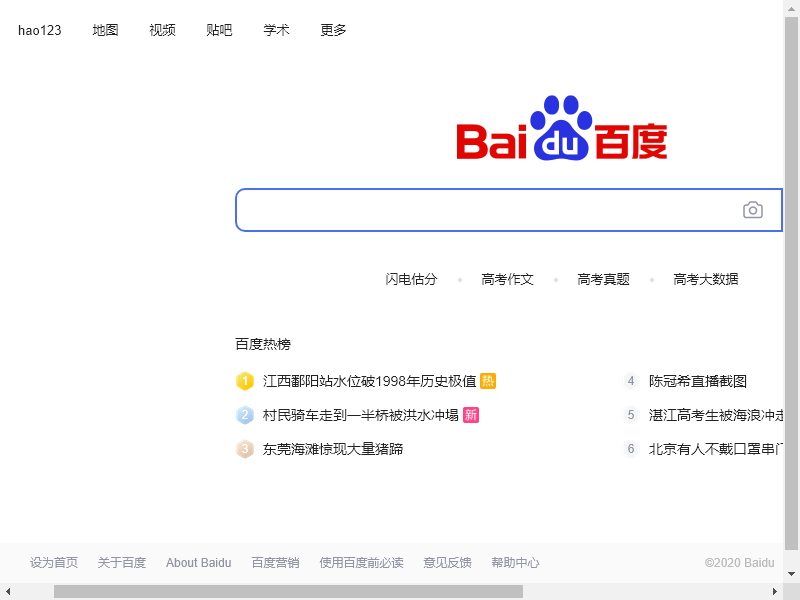 hao123 地图 视频 贴吧 学术 更多
Bai du 百度
闪电估分 高考作文 高考真题 高考大数据
百度热榜
1 江西鄱阳站水位破1998年历史极值 热
4 陈冠希直播截图
2 村民骑车走到一半桥被洪水冲塌 新
5 湛江高考生被海浪冲走
3 东莞海滩惊现大量猪蹄
6 北京有人不戴口罩串门
设为首页 关于百度 About Baidu 百度营销 使用百度前必读 意见反馈 帮助中心 ©2020 Baidu